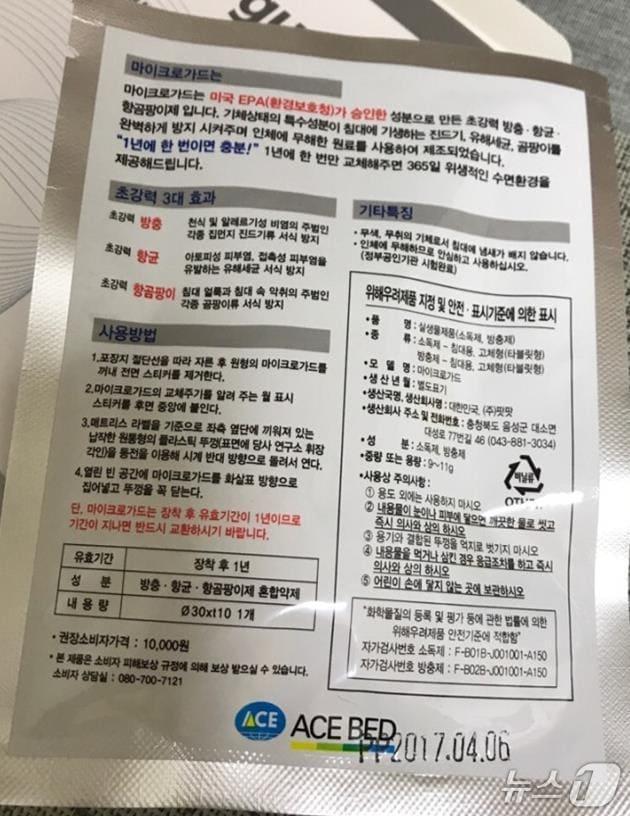 gu
마이크로가드는
마이크로가드는 미국 EPA(환경보호청)가 승인한 성분으로 만든 초강력 방충 · 항균 ·
항곰팡이제 입니다. 기체상태의 특수성분이 침대에 기생하는 진드기, 유해세균, 곰팡이를
완벽하게 방지 시켜주며 인체에 무해한 원료를 사용하여 제조되었습니다.
"1년에 한 번이면 충분!" 1년에 한 번만 교체해주면 365일 위생적인 수면환경을
제공해드립니다.
초강력 3대 효과
초강력 방충 천식 및 알레르기성 비염의 주범인
각종 집먼지 진드기류 서식 방지
초강력 항균 아토피성 피부염, 접촉성 피부염을
유발하는 유해세균 서식 방지
초강력 항곰팡이 침대 얼룩과 침대 속 악취의 주범인
각종 곰팡이류 서식 방지
사용방법
1.포장지 절단선을 따라 자른 후 원형의 마이크로가드를
꺼내 전면 스티커를 제거한다.
2.마이크로가드의 교체주기를 알려 주는 월 표시
스티커를 후면 중앙에 붙인다.
3.매트리스 라벨을 기준으로 좌측 옆단에 끼워져 있는
납작한 원통형의 플라스틱 뚜껑(표면에 당사 연구소 휘장
각인)을 동전을 이용해 시계 반대 방향으로 돌려서 연다.
4.열린 빈 공간에 마이크로가드를 화살표 방향으로
집어넣고 뚜껑을 꼭 닫는다.
단, 마이크로가드는 장착 후 유효기간이 1년이므로
기간이 지나면 반드시 교환하시기 바랍니다.
유효기간 장착 후 1년
성 분 방충 · 항균 · 항곰팡이제 혼합약제
내 용 량 Ø30xt10 1개
• 권장소비자가격 : 10,000원
• 본 제품은 소비자 피해보상 규정에 의해 보상 받으실 수 있습니다.
소비자 상담실 : 080-700-7121
기타특징
• 무색, 무취의 기체로서 침대에 냄새가 배지 않습니다.
• 인체에 무해하므로 안심하고 사용하십시오.
(정부공인기관 시험완료)
위해우려제품 지정 및 안전 · 표시기준에 의한 표시
• 품 명 : 실생물제품(소독제, 방충제)
• 종 류 : 소독제 - 침대용, 고체형(타블릿형)
방충제 - 침대용, 고체형(타블릿형)
• 모 델 명 : 마이크로가드
• 생 산 년 월 : 별도표기
• 생산국명, 생산회사명 : 대한민국, (주)팟팟
• 생산회사 주소 및 전화번호 : 충청북도 음성군 대소면
대성로 77번길 46 (043-881-3034)
• 성 분 : 소독제, 방충제
• 중량 또는 용량 : 9~11g
비닐류
OTHER
• 사용상 주의사항 :
① 용도 외에는 사용하지 마시오
② 내용물이 눈이나 피부에 닿으면 깨끗한 물로 씻고
즉시 의사와 상의 하시오
③ 용기와 결합된 뚜껑을 억지로 벗기지 마시오
④ 내용물을 먹거나 삼킨 경우 응급조치를 하고 즉시
의사와 상의 하시오
⑤ 어린이 손에 닿지 않는 곳에 보관하시오
"화학물질의 등록 및 평가 등에 관한 법률에 의한
위해우려제품 안전기준에 적합함"
자가검사번호 소독제 : F-B01B-J001001-A150
자가검사번호 방충제 : F-B02B-J001001-A150
ACE ACE BED
2017.04.06
뉴스1